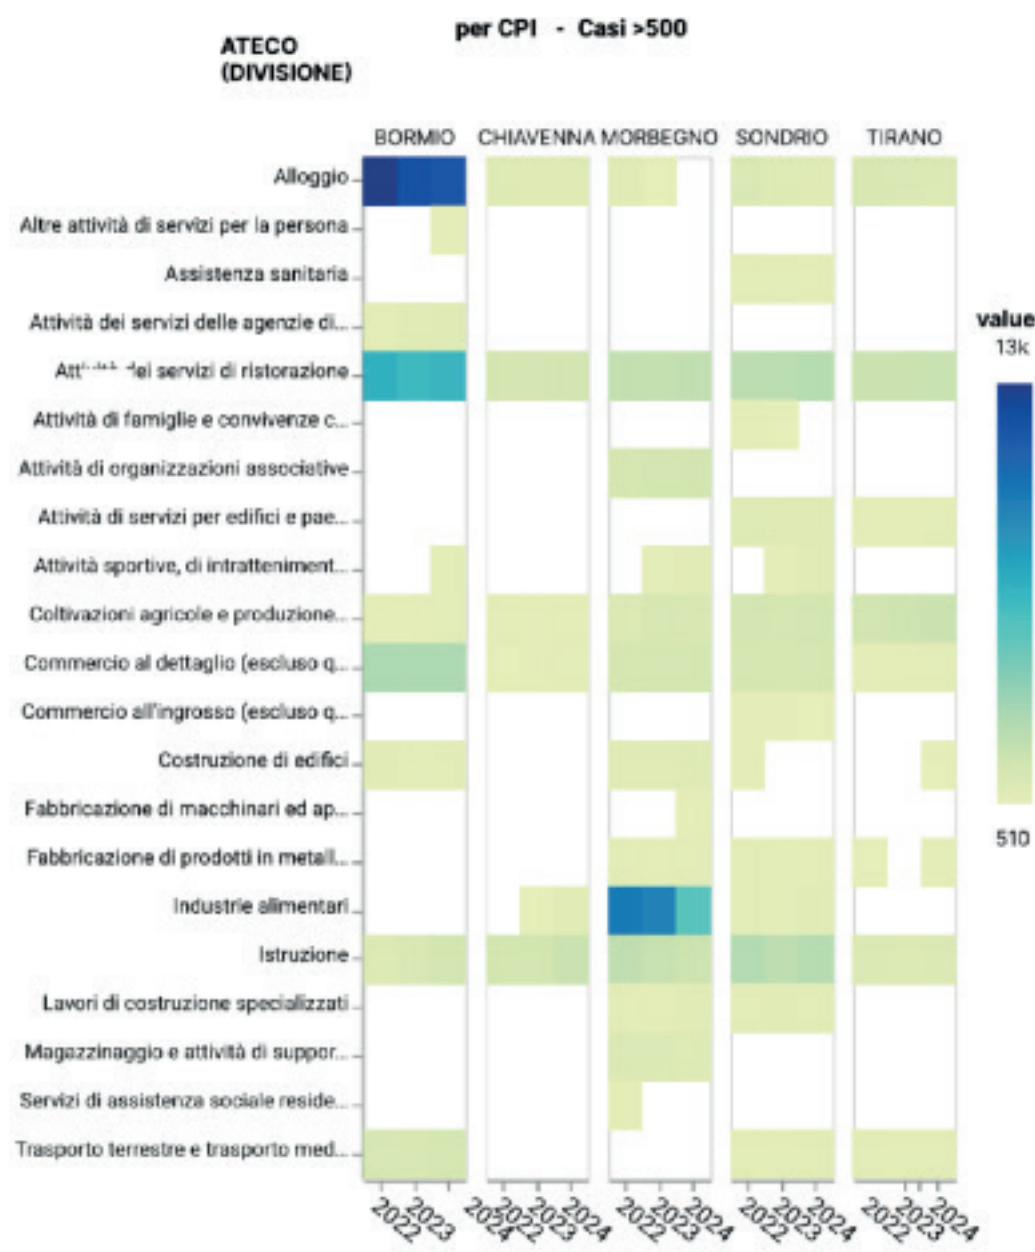 per CPI - Casi >500
ATECO
(DIVISIONE)
BORMIO CHIAVENNA MORBEGNO SONDRIO TIRANO
Alloggio
Altre attività di servizi per la persona
Assistenza sanitaria
Attività dei servizi delle agenzie di...
dei servizi di ristorazione
Attività di famiglie e convivenze c...
Attività di organizzazioni associative
Attività di servizi per edifici e pae...
Attività sportive, di intratteniment...
Coltivazioni agricole e produzione...
Commercio al dettaglio (escluso q...
Commercio all'ingrosso (escluso q...
Costruzione di edifici
Fabbricazione di macchinari ed ap...
Fabbricazione di prodotti in metall...
Industrie alimentari
Istruzione
Lavori di costruzione specializzati
Magazzinaggio e attività di suppor...
Servizi di assistenza sociale reside...
Trasporto terrestre e trasporto med...
value
13k
510
2022 2023 2024 2023 2024 2022 2023 2024 2022 2023 2024 2022 2023 2024